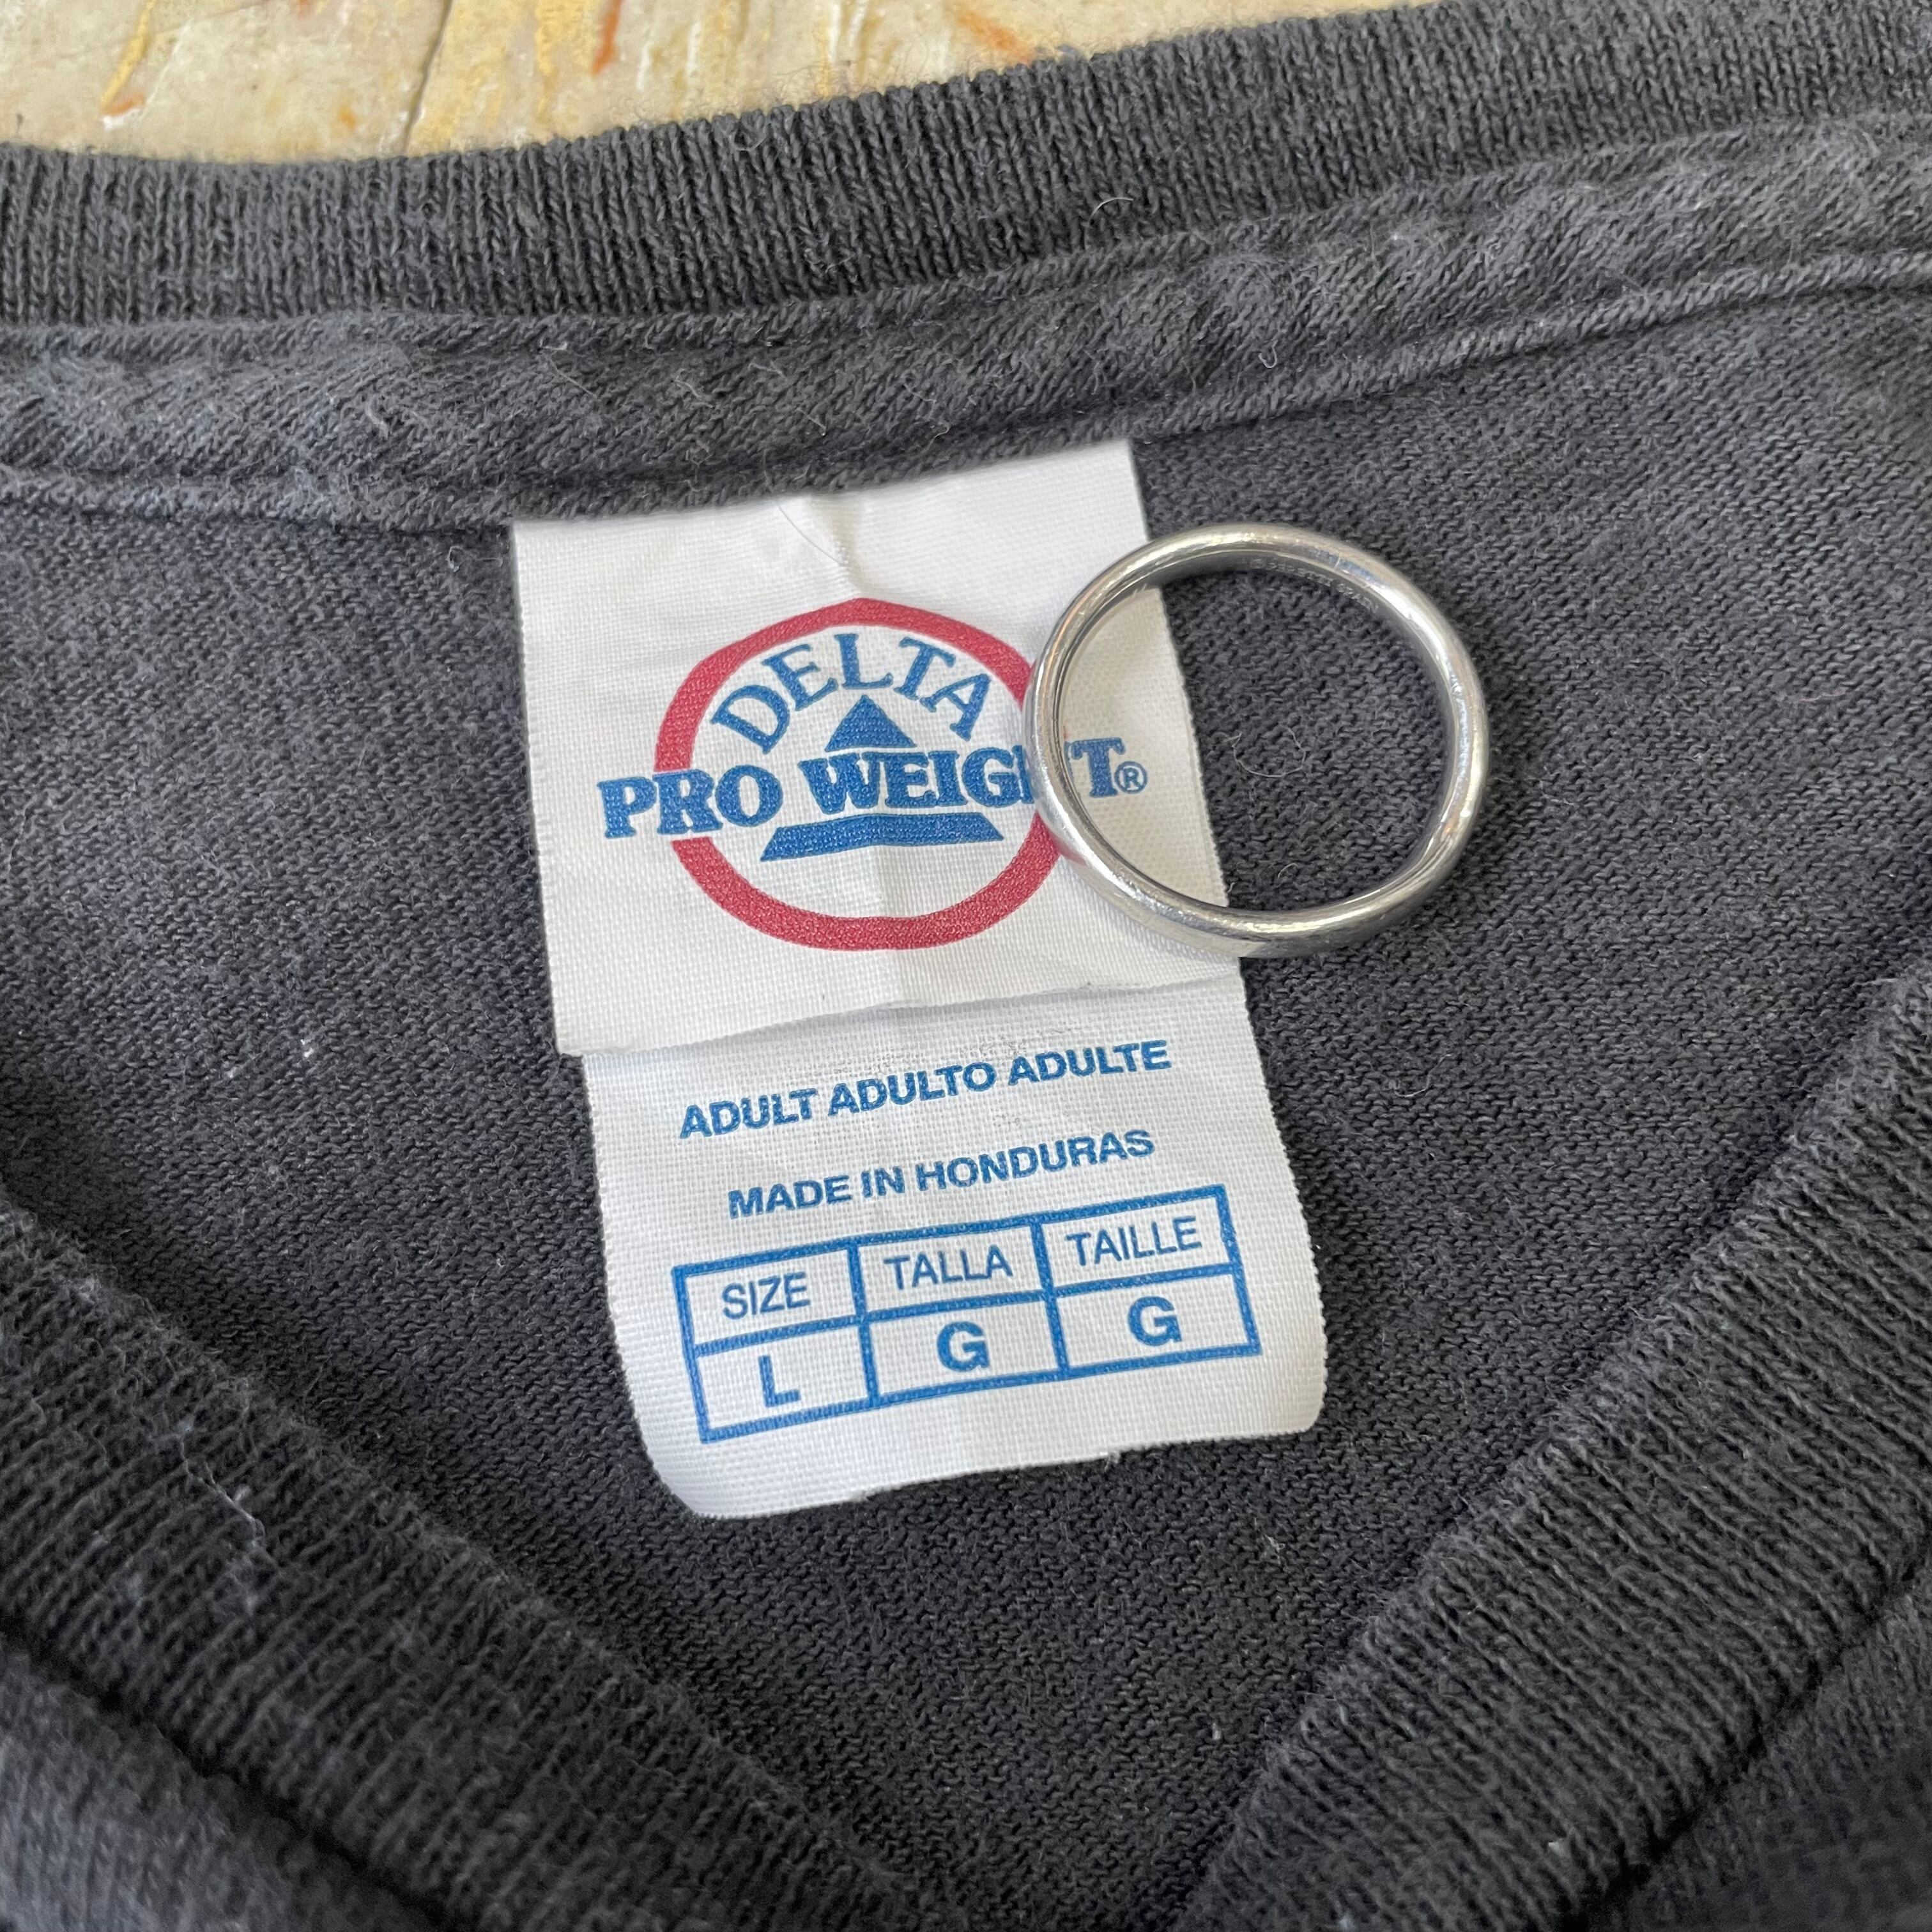 DELTA
PRO WEIGHT®
ADULT ADULTO ADULTE
MADE IN HONDURAS
SIZE TALLA TAILLE
L G G